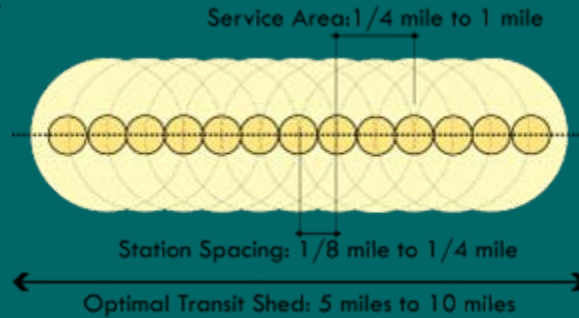 Service Area:1/4 mile to 1 mile
Station Spacing: 1/8 mile to 1/4 mile
Optimal Transit Shed: 5 miles to 10 miles